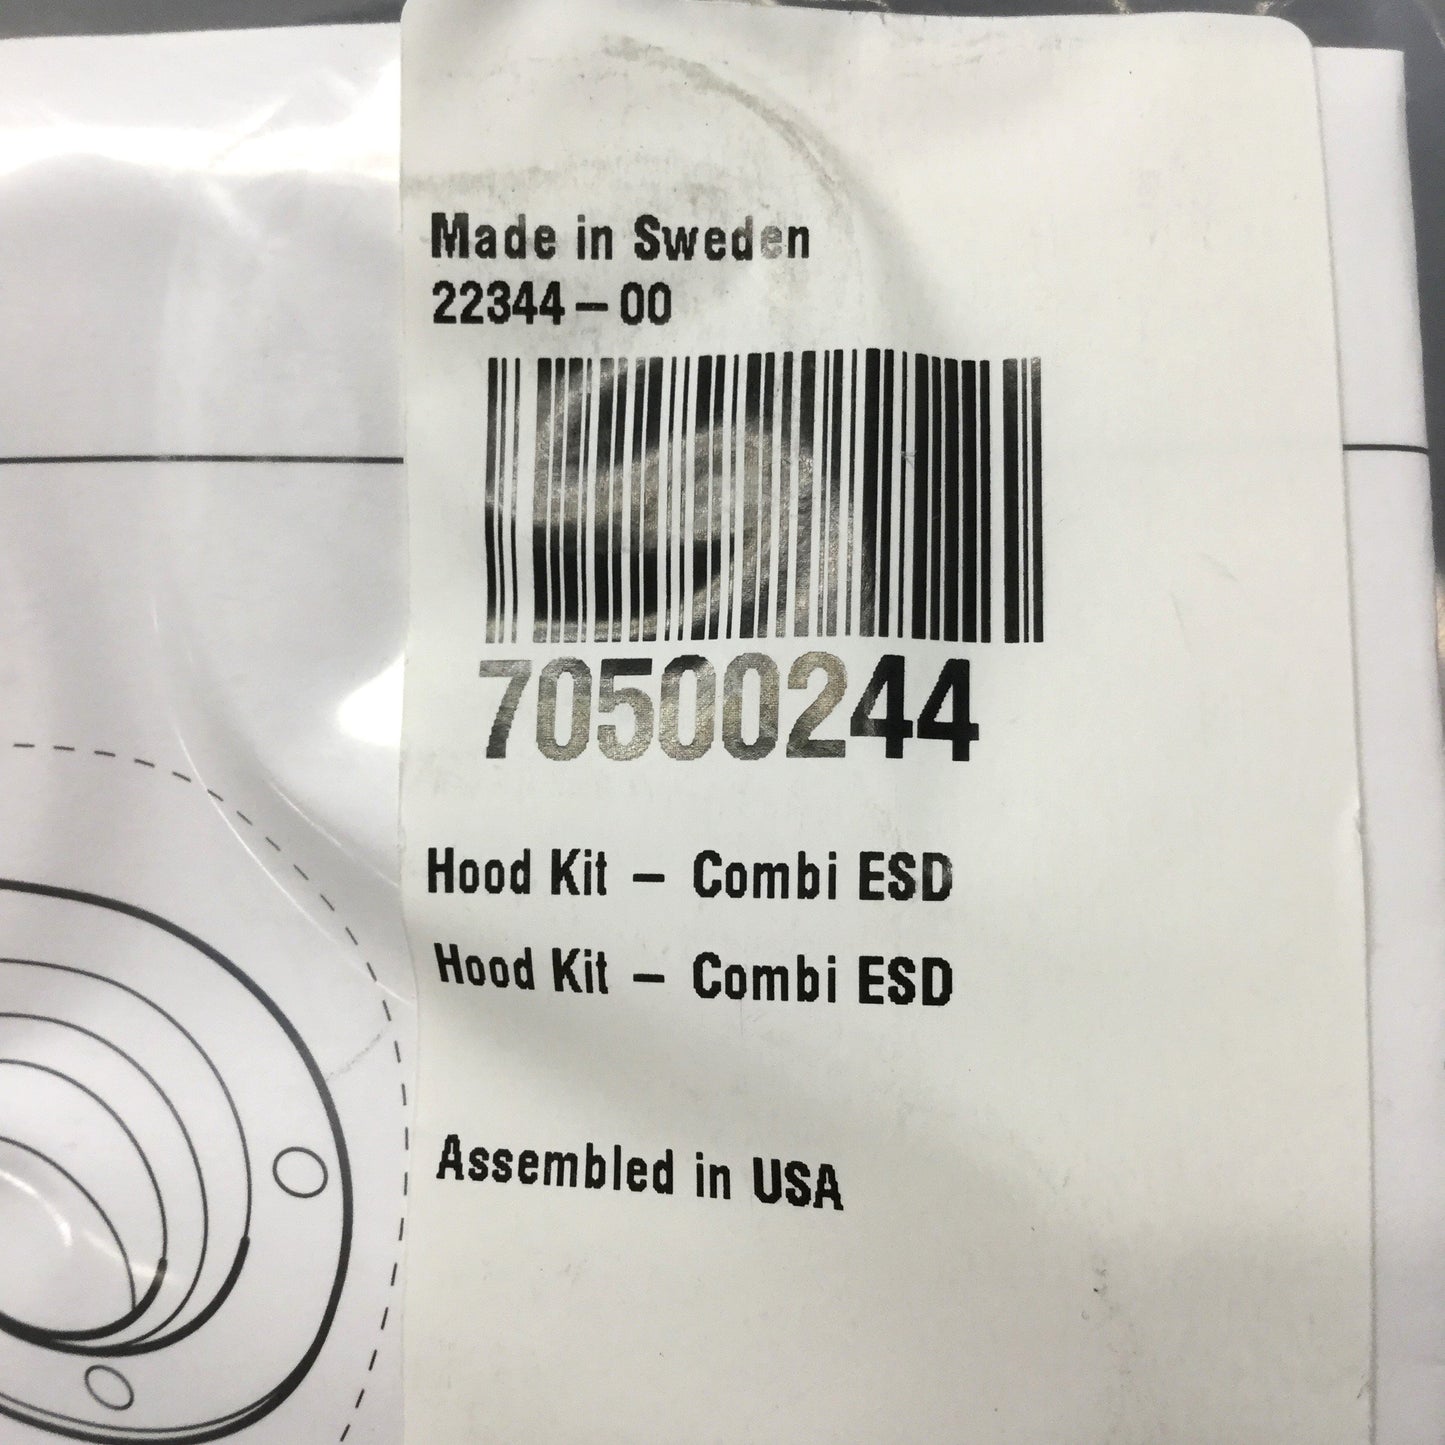 Made in Sweden
22344-00
70500244
Hood Kit - Combi ESD
Hood Kit - Combi ESD
Assembled in USA